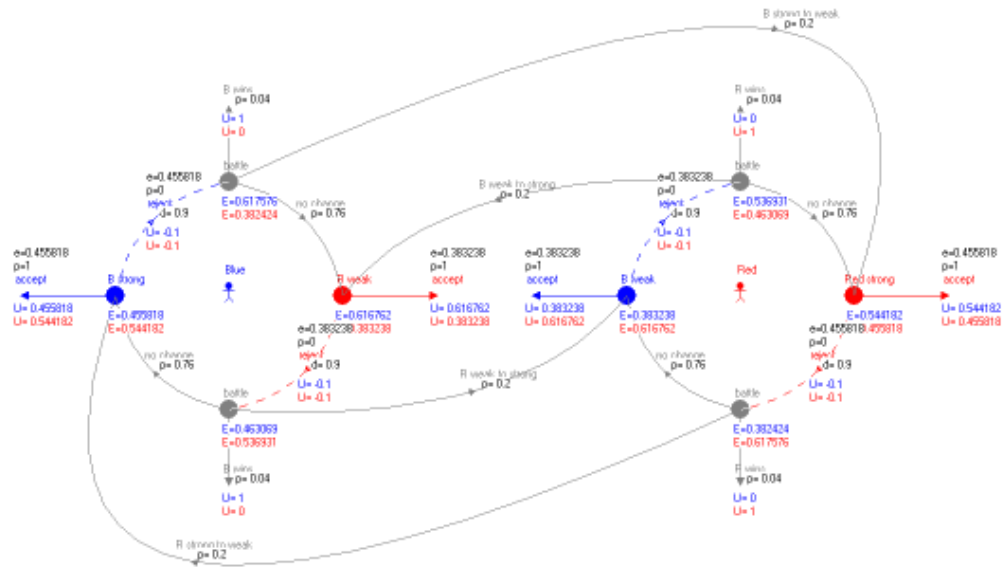 B strong to weak
p= 0.2
B wins
p= 0.04
U= 1
U= 0
R wins
p= 0.04
U= 0
U= 1
battle
E=0.617576
E=0.382424
e=0.455818
p=0
reject
d= 0.9
U= -0.1
U= -0.1
no change
p= 0.76
B weak to strong
p= 0.2
battle
E=0.536931
E=0.463069
e=0.383238
p=0
reject
d= 0.9
U= -0.1
U= -0.1
no change
p= 0.76
e=0.455818
p=1
accept
U= 0.455818
U= 0.544182
B strong
E=0.455818
E=0.544182
Blue
B weak
E=0.616762
E=0.383238
e=0.383238
p=1
accept
U= 0.616762
U= 0.383238
e=0.383238
p=1
accept
U= 0.383238
U= 0.616762
B weak
E=0.383238
E=0.616762
Red
Red strong
E=0.544182
E=0.455818
e=0.455818
p=1
accept
U= 0.544182
U= 0.455818
no change
p= 0.76
e=0.383238
p=0
reject
d= 0.9
U= -0.1
U= -0.1
battle
E=0.463069
E=0.536931
R weak to strong
p= 0.2
no change
p= 0.76
e=0.455818
p=0
reject
d= 0.9
U= -0.1
U= -0.1
battle
E=0.382424
E=0.617576
B wins
p= 0.04
U= 1
U= 0
R wins
p= 0.04
U= 0
U= 1
R strong to weak
p= 0.2